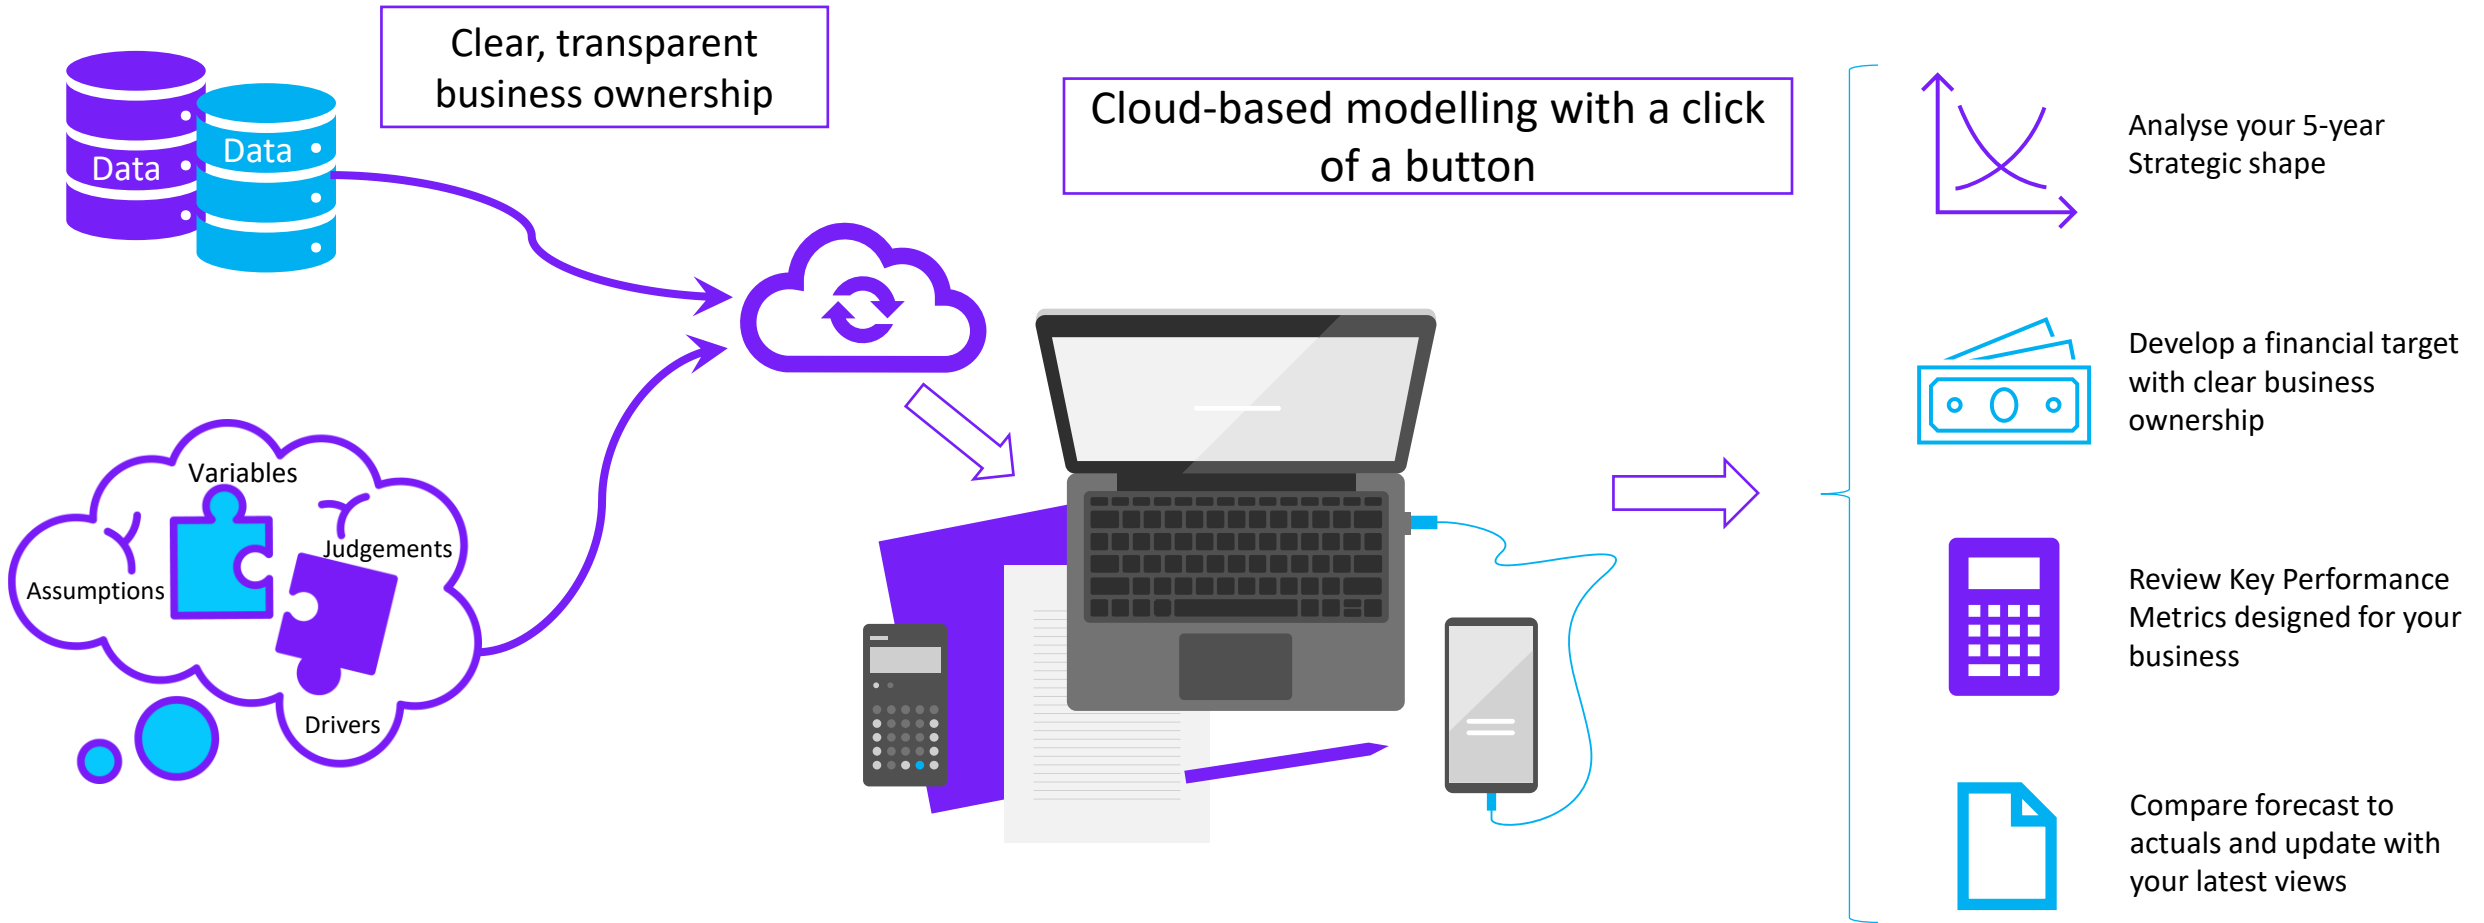 Clear, transparent
business ownership
Data
Data
Cloud-based modelling with a click
of a button
Variables
Judgements
Assumptions
Drivers
Analyse your 5-year
Strategic shape
Develop a financial target
with clear business
ownership
Review Key Performance
Metrics designed for your
business
Compare forecast to
actuals and update with
your latest views